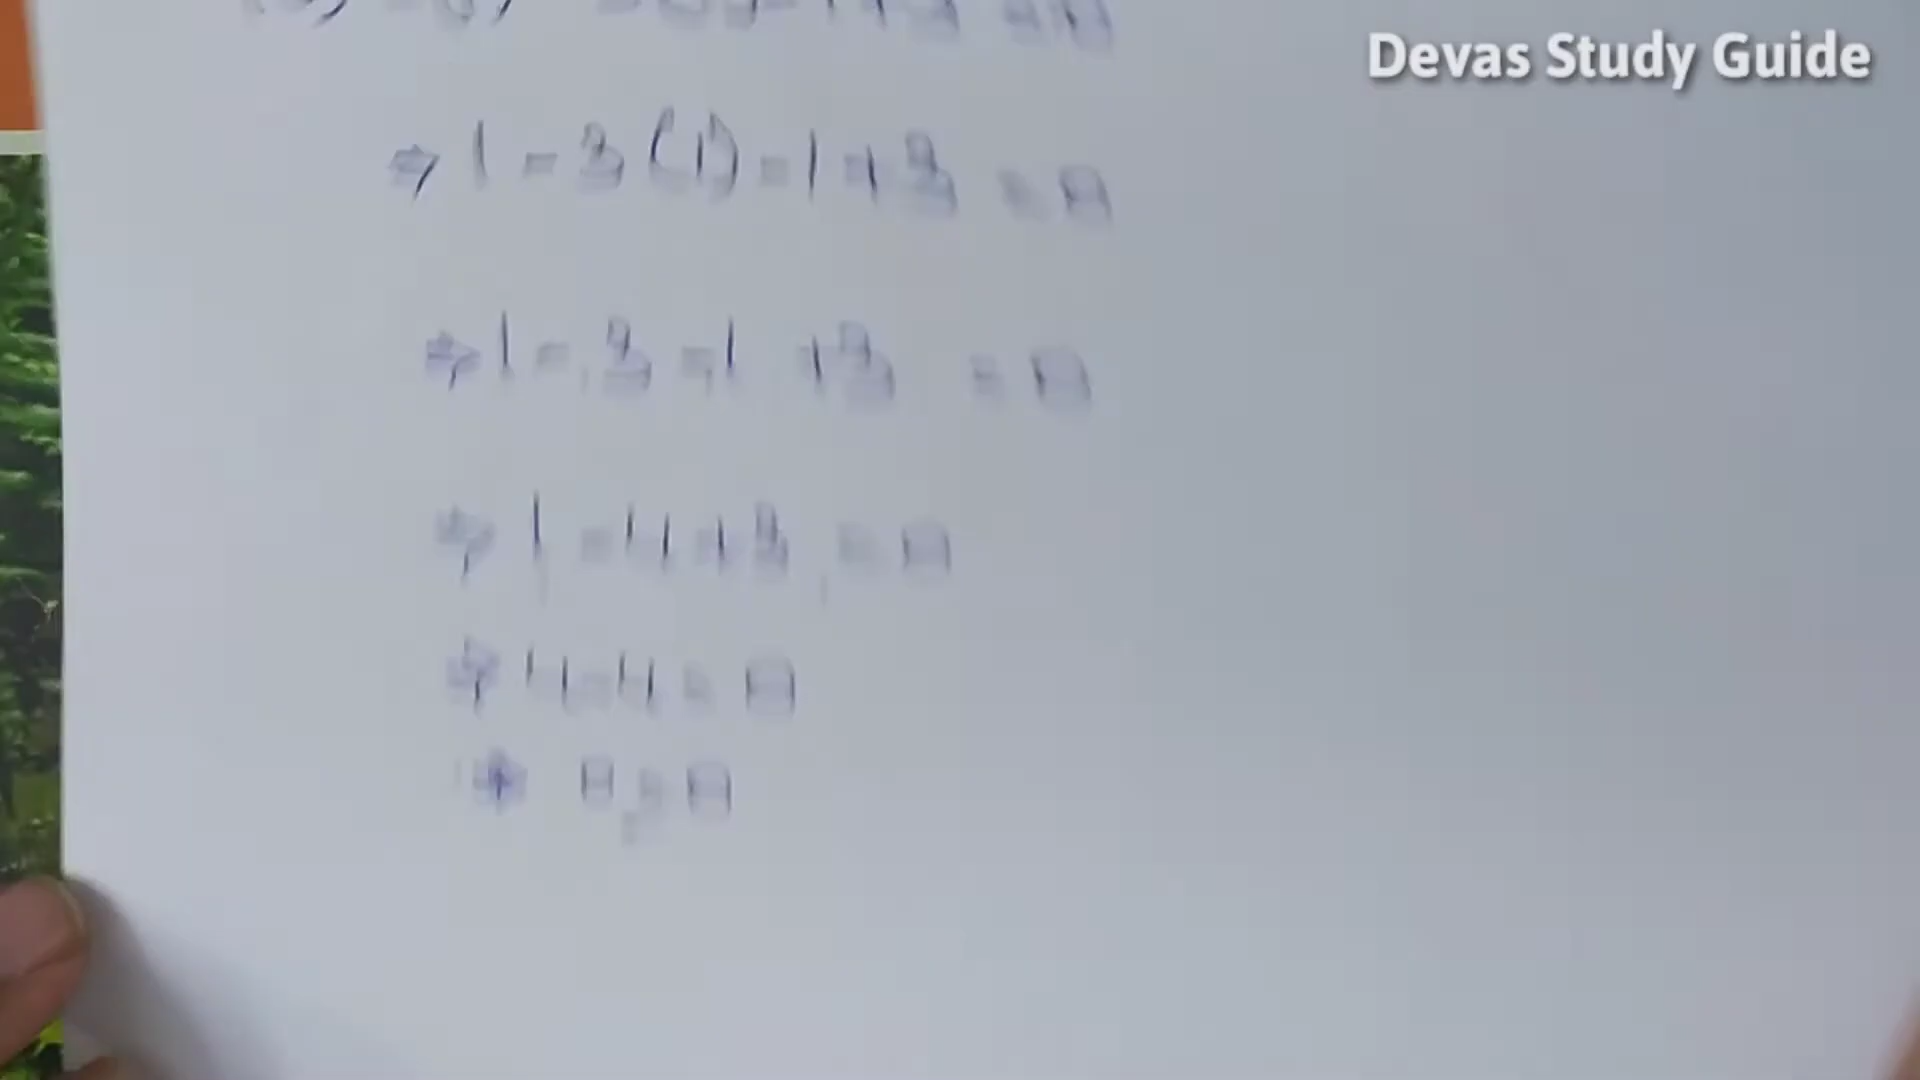 Devas Study Guide
⇒ 1 - 3 (1) - 1 + 3 = 0
⇒ 1 - 3 - 1 + 3 = 0
⇒ 1 - 4 + 3 = 0
⇒ 4 - 4 = 0
⇒ 0 = 0